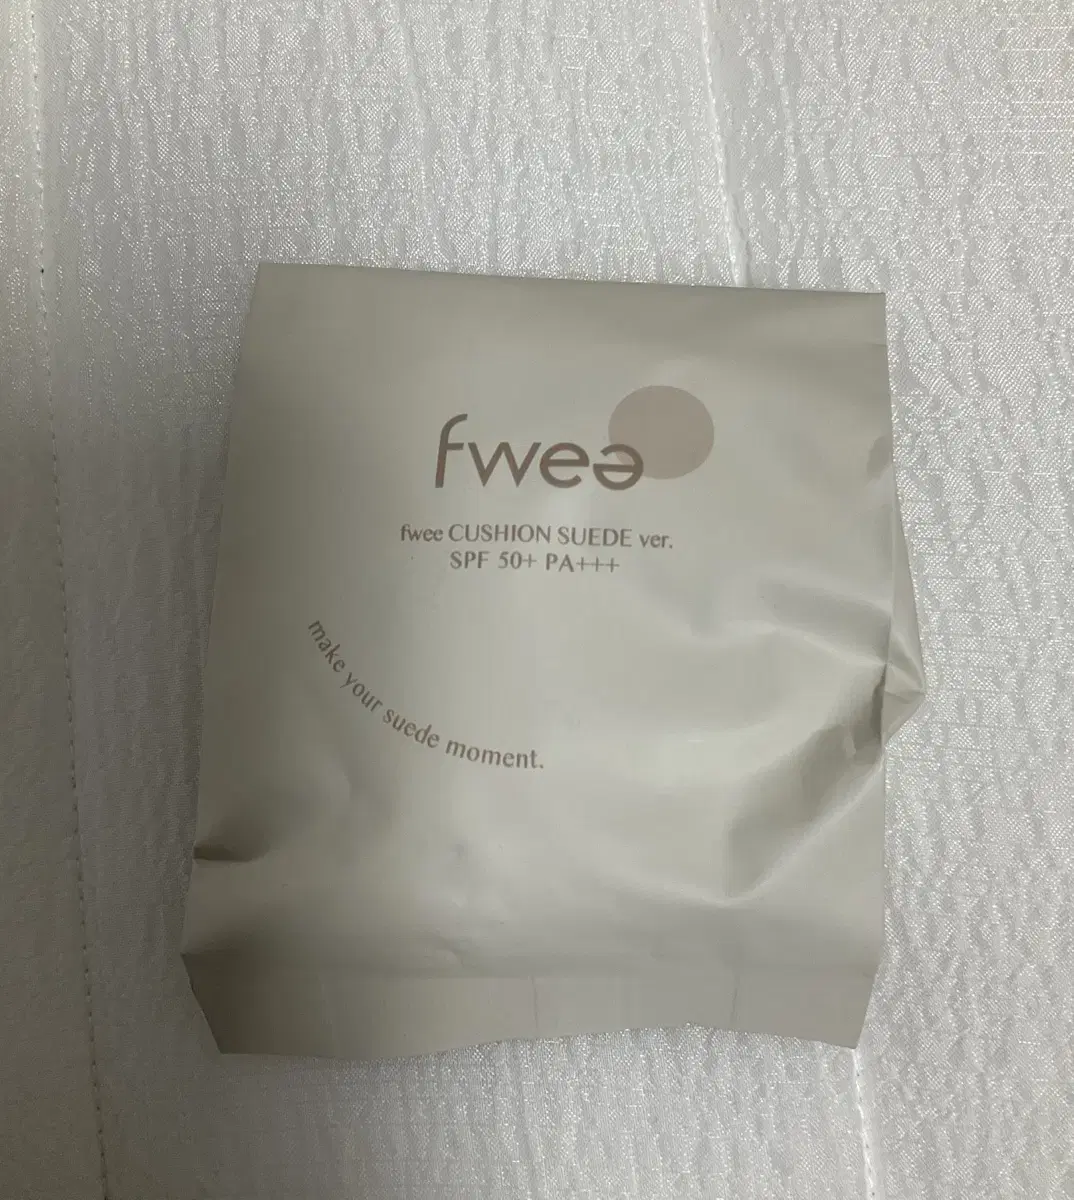 fwee
fwee CUSHION SUEDE ver.
SPF 50+ PA+++
make your suede moment.